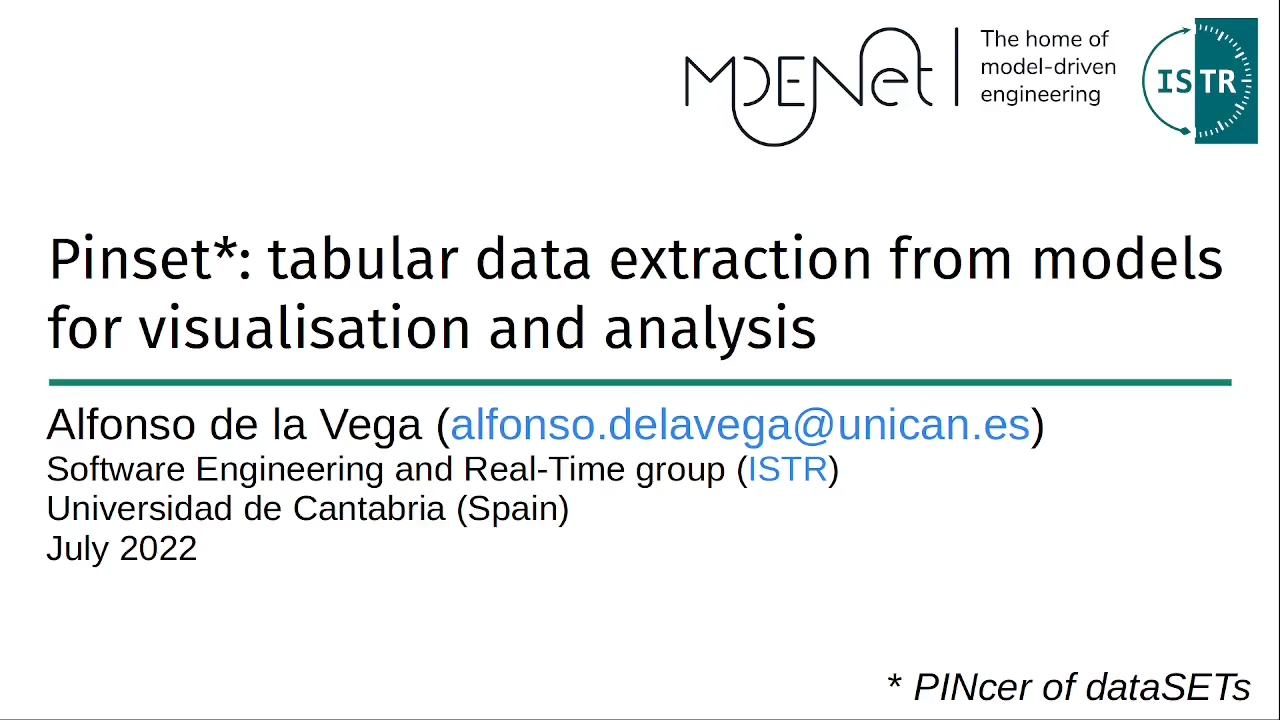 MDENet
The home of
model-driven
engineering
ISTR
Pinset*: tabular data extraction from models
for visualisation and analysis
Alfonso de la Vega (alfonso.delavega@unican.es)
Software Engineering and Real-Time group (ISTR)
Universidad de Cantabria (Spain)
July 2022
* PINcer of dataSETs